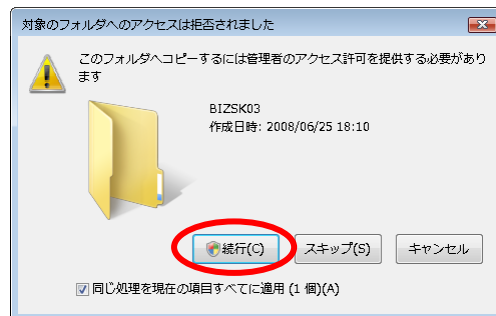 対象のフォルダへのアクセスは拒否されました
このフォルダへコピーするには管理者のアクセス許可を提供する必要があり
ます
BIZSK03
作成日時: 2008/06/25 18:10
続行(C)
スキップ(S)
キャンセル
同じ処理を現在の項目すべてに適用 (1 個)(A)